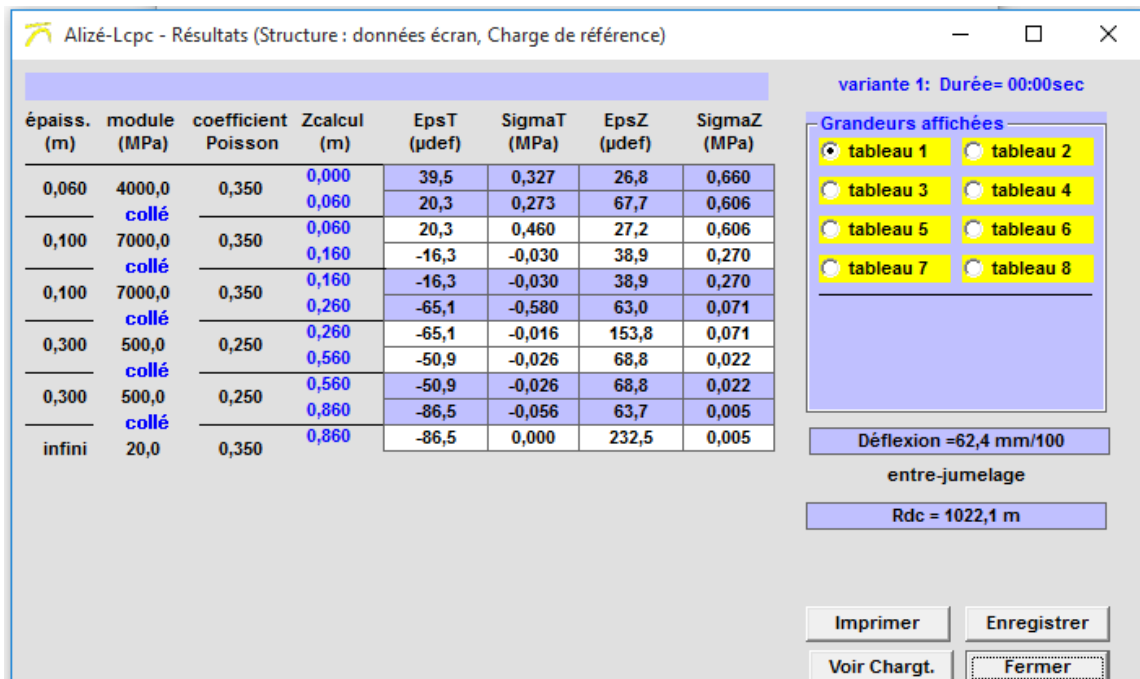 Alizé-Lcpc - Résultats (Structure : données écran, Charge de référence)
variante 1: Durée= 00:00sec
épaiss. module coefficient Zcalcul EpsT SigmaT EpsZ SigmaZ
(m) (MPa) Poisson (m) (µdef) (MPa) (µdef) (MPa)
0,060 4000,0 0,350 0,000 39,5 0,327 26,8 0,660
collé 0,060 20,3 0,273 67,7 0,606
0,100 7000,0 0,350 0,060 20,3 0,460 27,2 0,606
collé 0,160 -16,3 -0,030 38,9 0,270
0,100 7000,0 0,350 0,160 -16,3 -0,030 38,9 0,270
collé 0,260 -65,1 -0,580 63,0 0,071
0,300 500,0 0,250 0,260 -65,1 -0,016 153,8 0,071
collé 0,560 -50,9 -0,026 68,8 0,022
0,300 500,0 0,250 0,560 -50,9 -0,026 68,8 0,022
collé 0,860 -86,5 -0,056 63,7 0,005
infini 20,0 0,350 0,860 -86,5 0,000 232,5 0,005
Grandeurs affichées
tableau 1 tableau 2
tableau 3 tableau 4
tableau 5 tableau 6
tableau 7 tableau 8
Déflexion =62,4 mm/100
entre-jumelage
Rdc = 1022,1 m
Imprimer Enregistrer
Voir Chargt. Fermer